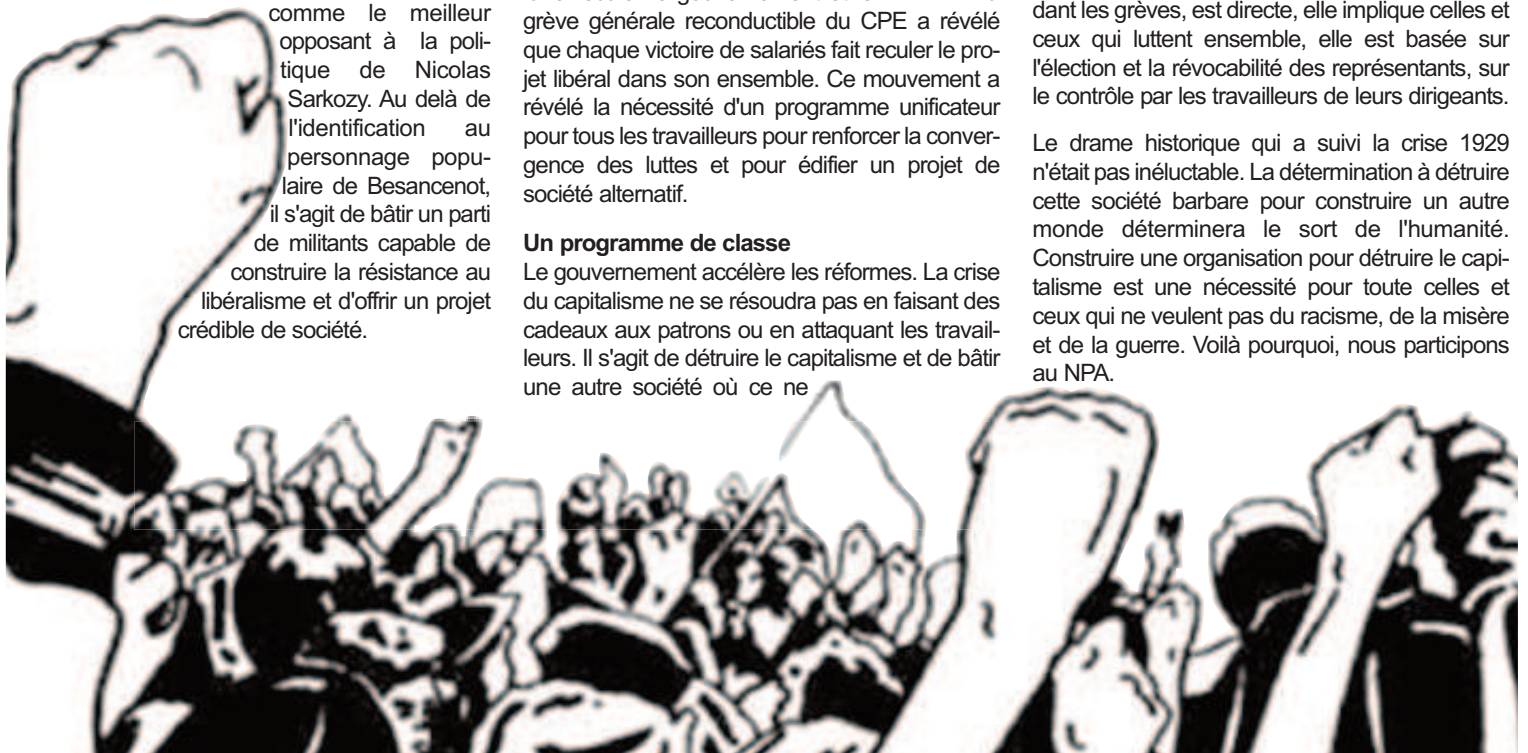 comme le meilleur
opposant à la poli-
tique de Nicolas
Sarkozy. Au delà de
l'identification au
personnage popu-
laire de Besancenot,
il s'agit de bâtir un parti
de militants capable de
construire la résistance au
libéralisme et d'offrir un projet
crédible de société.
grève générale reconductible du CPE a révélé
que chaque victoire de salariés fait reculer le pro-
jet libéral dans son ensemble. Ce mouvement a
révélé la nécessité d'un programme unificateur
pour tous les travailleurs pour renforcer la conver-
gence des luttes et pour édifier un projet de
société alternatif.
Un programme de classe
Le gouvernement accélère les réformes. La crise
du capitalisme ne se résoudra pas en faisant des
cadeaux aux patrons ou en attaquant les travail-
leurs. Il s'agit de détruire le capitalisme et de bâtir
une autre société où ce ne
dant les grèves, est directe, elle implique celles et
ceux qui luttent ensemble, elle est basée sur
l'élection et la révocabilité des représentants, sur
le contrôle par les travailleurs de leurs dirigeants.
Le drame historique qui a suivi la crise 1929
n'était pas inéluctable. La détermination à détruire
cette société barbare pour construire un autre
monde déterminera le sort de l'humanité.
Construire une organisation pour détruire le capi-
talisme est une nécessité pour toute celles et
ceux qui ne veulent pas du racisme, de la misère
et de la guerre. Voilà pourquoi, nous participons
au NPA.